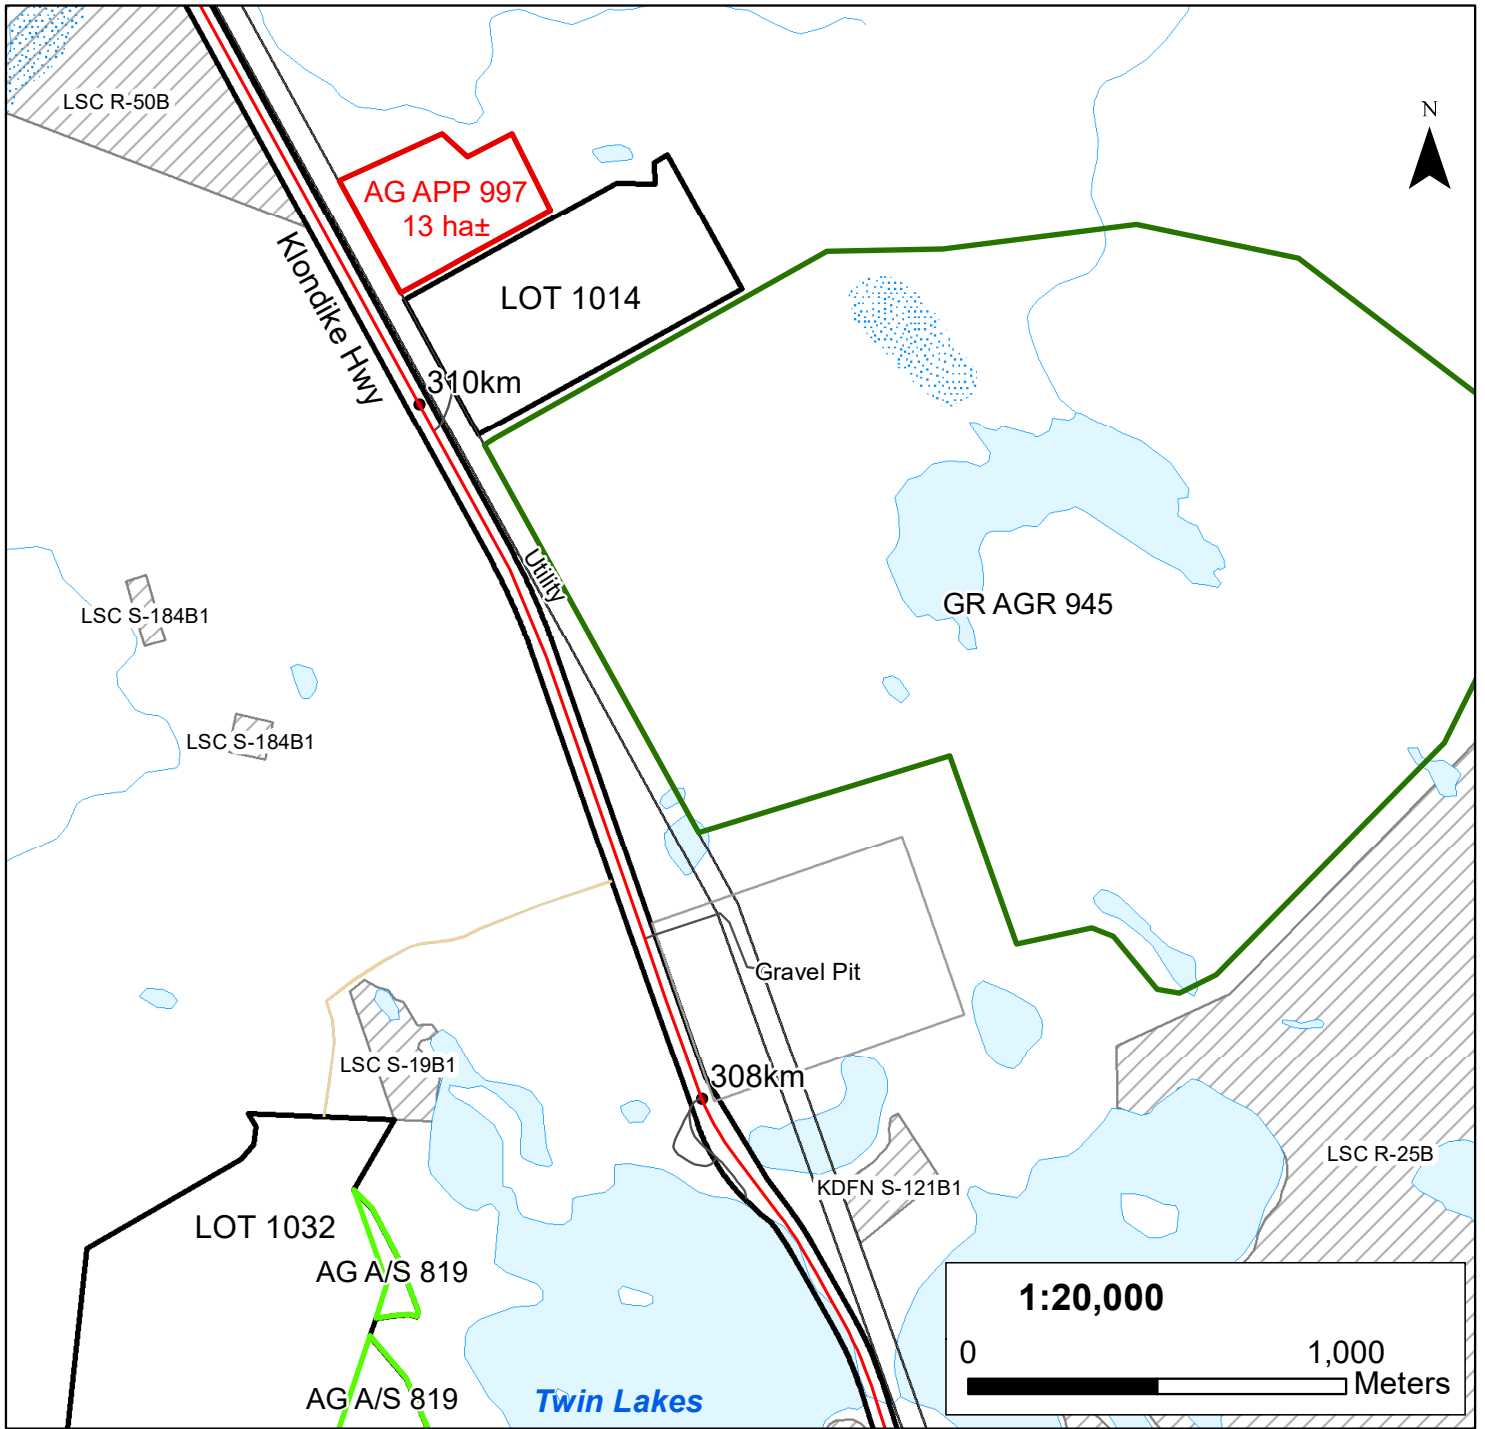 LSC R-50B
N
AG APP 997
13 ha±
Klondike Hwy
LOT 1014
310km
Utility
GR AGR 945
LSC S-184B1
LSC S-184B1
Gravel Pit
LSC S-19B1
308km
LSC R-25B
KDFN S-121B1
LOT 1032
AG A/S 819
1:20,000
0
1,000
Meters
AG A/S 819
Twin Lakes